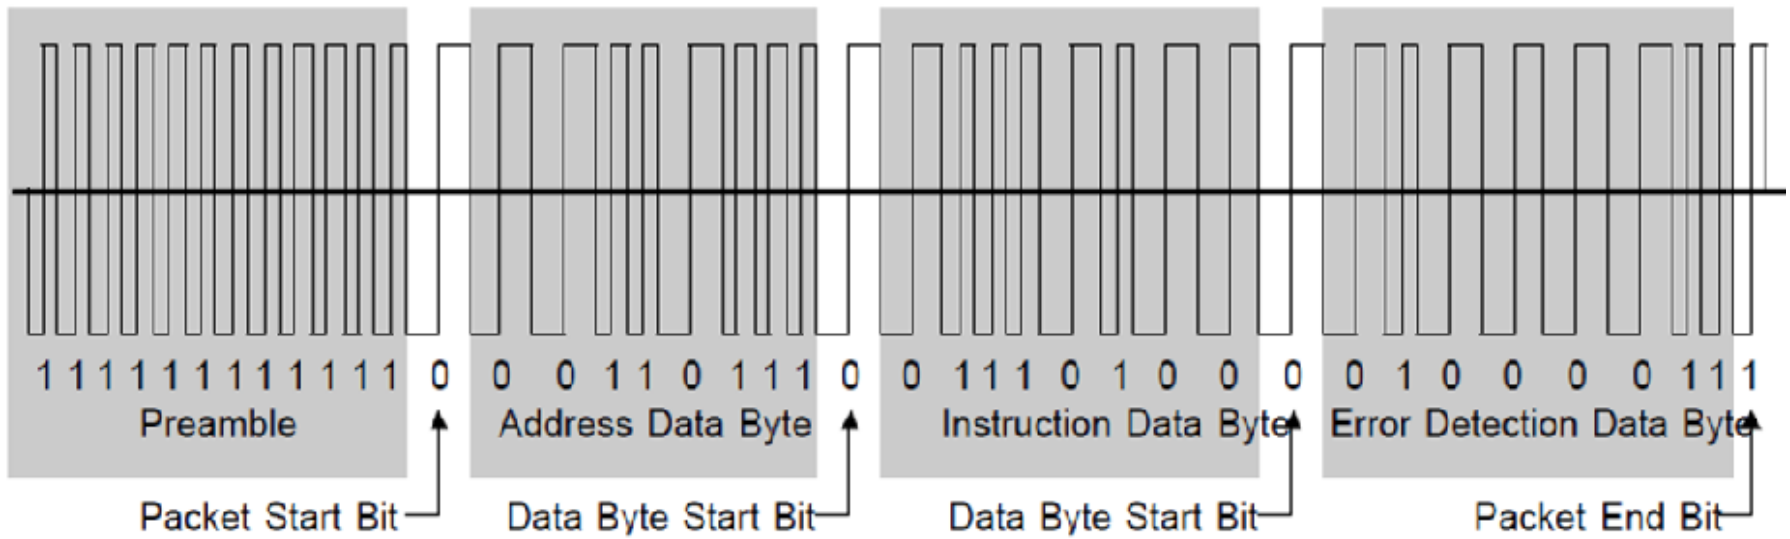 1 1 1 1 1 1 1 1 1 1 1 1 0 0 0 1 1 0 1 1 1 0 0 1 1 1 0 1 0 0 0 0 1 0 0 0 0 1 1 1
Preamble Address Data Byte Instruction Data Byte Error Detection Data Byte
Packet Start Bit Data Byte Start Bit Data Byte Start Bit Packet End Bit